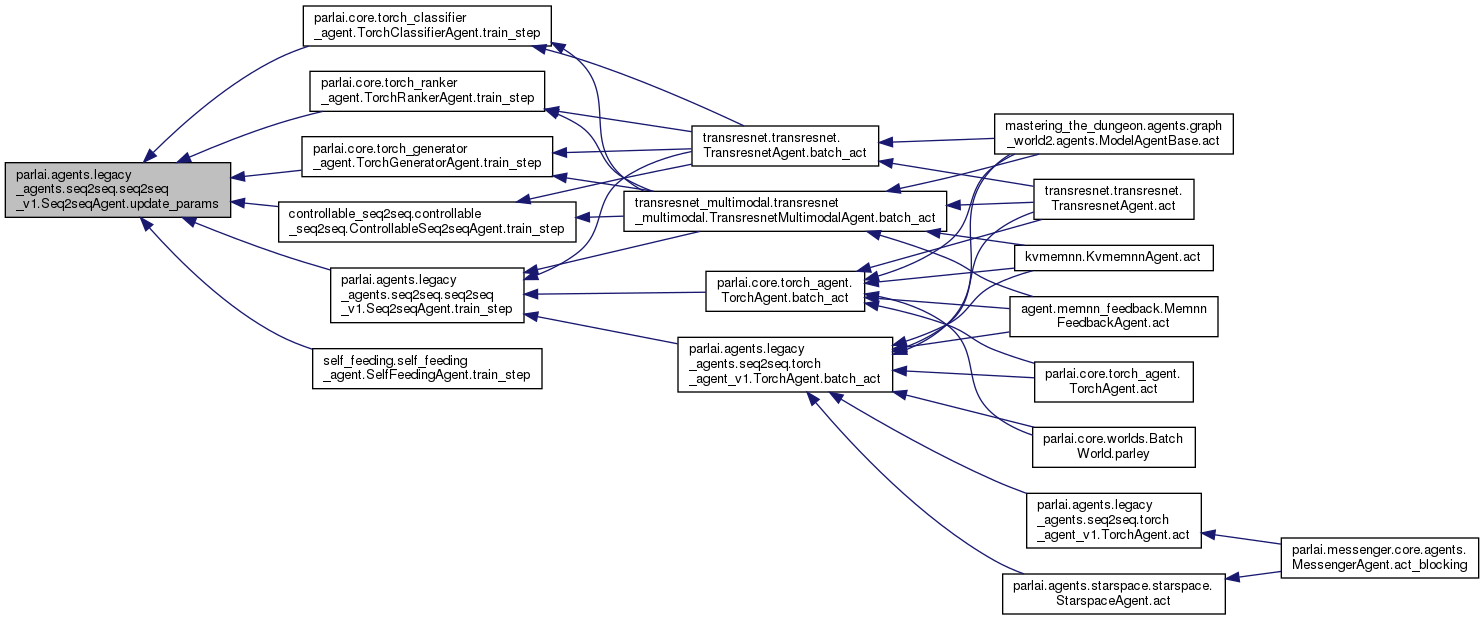 parlai.agents.legacy
_agents.seq2seq.seq2seq
_v1.Seq2seqAgent.update_params
parlai.core.torch_classifier
_agent.TorchClassifierAgent.train_step
parlai.core.torch_ranker
_agent.TorchRankerAgent.train_step
parlai.core.torch_generator
_agent.TorchGeneratorAgent.train_step
controllable_seq2seq.controllable
_seq2seq.ControllableSeq2seqAgent.train_step
parlai.agents.legacy
_agents.seq2seq.seq2seq
_v1.Seq2seqAgent.train_step
self_feeding.self_feeding
_agent.SelfFeedingAgent.train_step
transresnet.transresnet.
TransresnetAgent.batch_act
transresnet_multimodal.transresnet
_multimodal.TransresnetMultimodalAgent.batch_act
parlai.core.torch_agent.
TorchAgent.batch_act
parlai.agents.legacy
_agents.seq2seq.torch
_agent_v1.TorchAgent.batch_act
mastering_the_dungeon.agents.graph
_world2.agents.ModelAgentBase.act
transresnet.transresnet.
TransresnetAgent.act
kvmemnn.KvmemnnAgent.act
agent.memnn_feedback.Memnn
FeedbackAgent.act
parlai.core.torch_agent.
TorchAgent.act
parlai.core.worlds.Batch
World.parley
parlai.agents.legacy
_agents.seq2seq.torch
_agent_v1.TorchAgent.act
parlai.agents.starspace.starspace.
StarspaceAgent.act
parlai.messenger.core.agents.
MessengerAgent.act_blocking